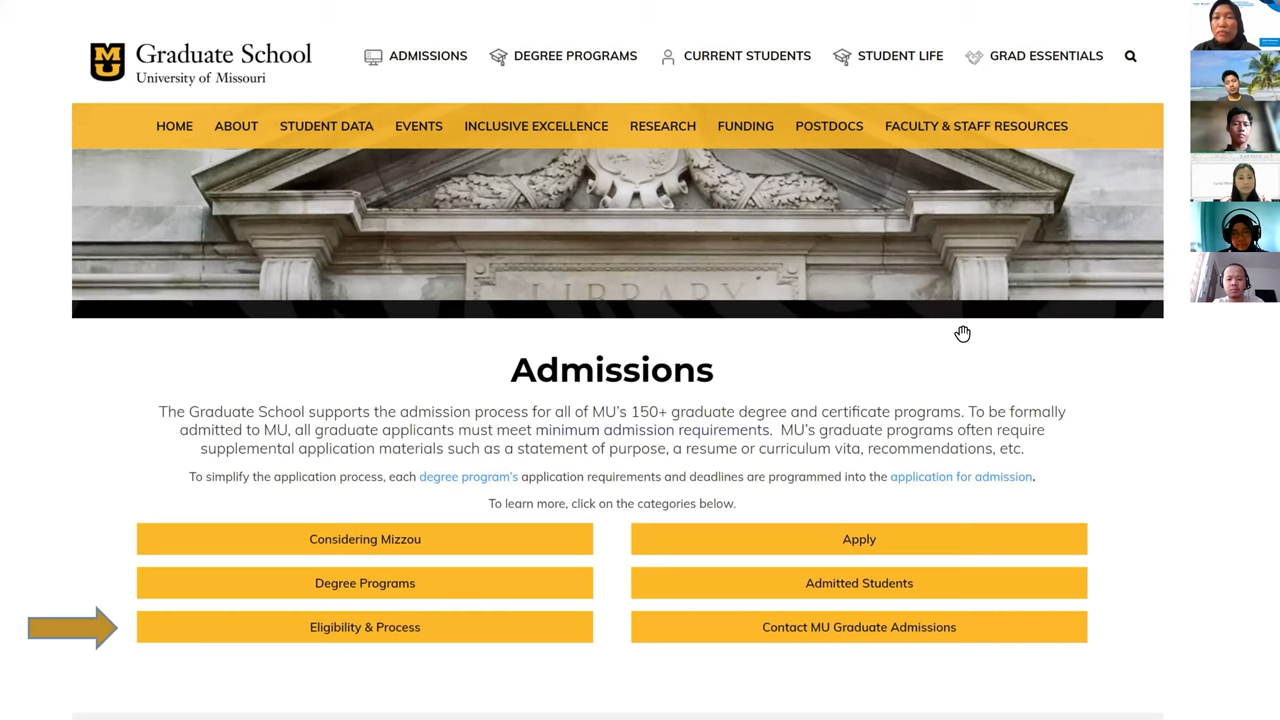 Graduate School
University of Missouri
ADMISSIONS
DEGREE PROGRAMS
CURRENT STUDENTS
STUDENT LIFE
GRAD ESSENTIALS
HOME
ABOUT
STUDENT DATA
EVENTS
INCLUSIVE EXCELLENCE
RESEARCH
FUNDING
POSTDOCS
FACULTY & STAFF RESOURCES
LIBRARY
Admissions
The Graduate School supports the admission process for all of MU's 150+ graduate degree and certificate programs. To be formally
admitted to MU, all graduate applicants must meet minimum admission requirements. MU's graduate programs often require
supplemental application materials such as a statement of purpose, a resume or curriculum vita, recommendations, etc.
To simplify the application process, each degree program's application requirements and deadlines are programmed into the application for admission.
To learn more, click on the categories below.
Considering Mizzou
Apply
Degree Programs
Admitted Students
Eligibility & Process
Contact MU Graduate Admissions